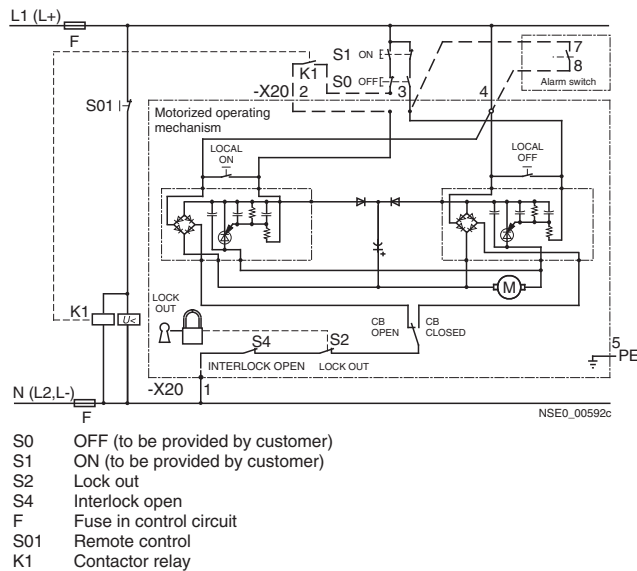 L1 (L+)
F
S1 ON
K1
S0 OFF
7
8
Alarm switch
-X20 2
3
4
S01
Motorized operating
mechanism
LOCAL
ON
LOCAL
OFF
+
M
K1
U<
LOCK
OUT
CB
OPEN
CB
CLOSED
S4
S2
INTERLOCK OPEN
LOCK OUT
5
PE
-X20
1
N (L2,L-)
F
NSE0_00592c
S0 OFF (to be provided by customer)
S1 ON (to be provided by customer)
S2 Lock out
S4 Interlock open
F Fuse in control circuit
S01 Remote control
K1 Contactor relay